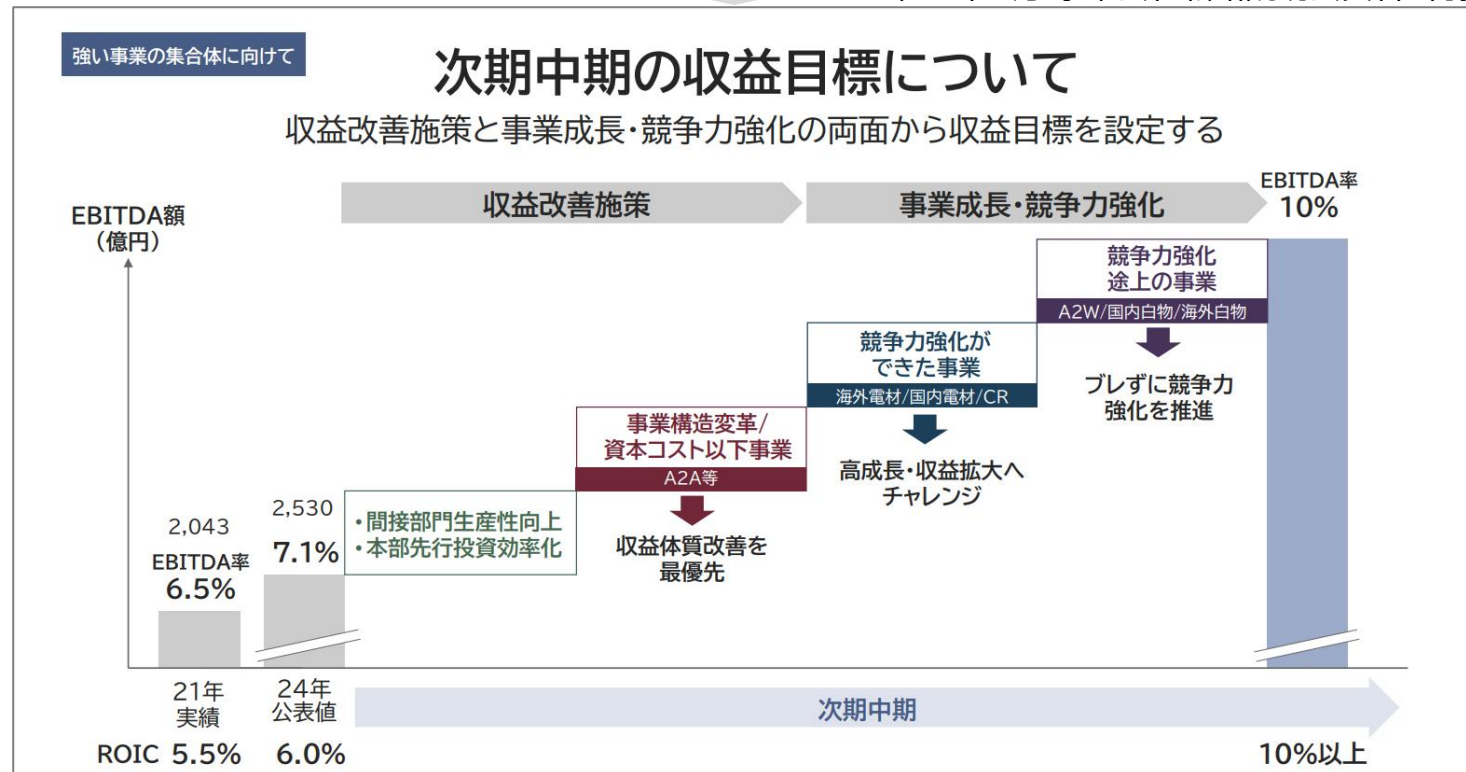 強い事業の集合体に向けて
次期中期の収益目標について
収益改善施策と事業成長・競争力強化の両面から収益目標を設定する
収益改善施策
事業成長・競争力強化
EBITDA率
10%
EBITDA額
（億円）
競争力強化
途上の事業
A2W/国内白物/海外白物
ブレずに競争力
強化を推進
競争力強化が
できた事業
海外電材/国内電材/CR
高成長・収益拡大へ
チャレンジ
事業構造変革/
資本コスト以下事業
A2A等
収益体質改善を
最優先
・間接部門生産性向上
・本部先行投資効率化
2,043
EBITDA率
6.5%
2,530
7.1%
21年
実績
24年
公表値
次期中期
ROIC 5.5% 6.0% 10%以上